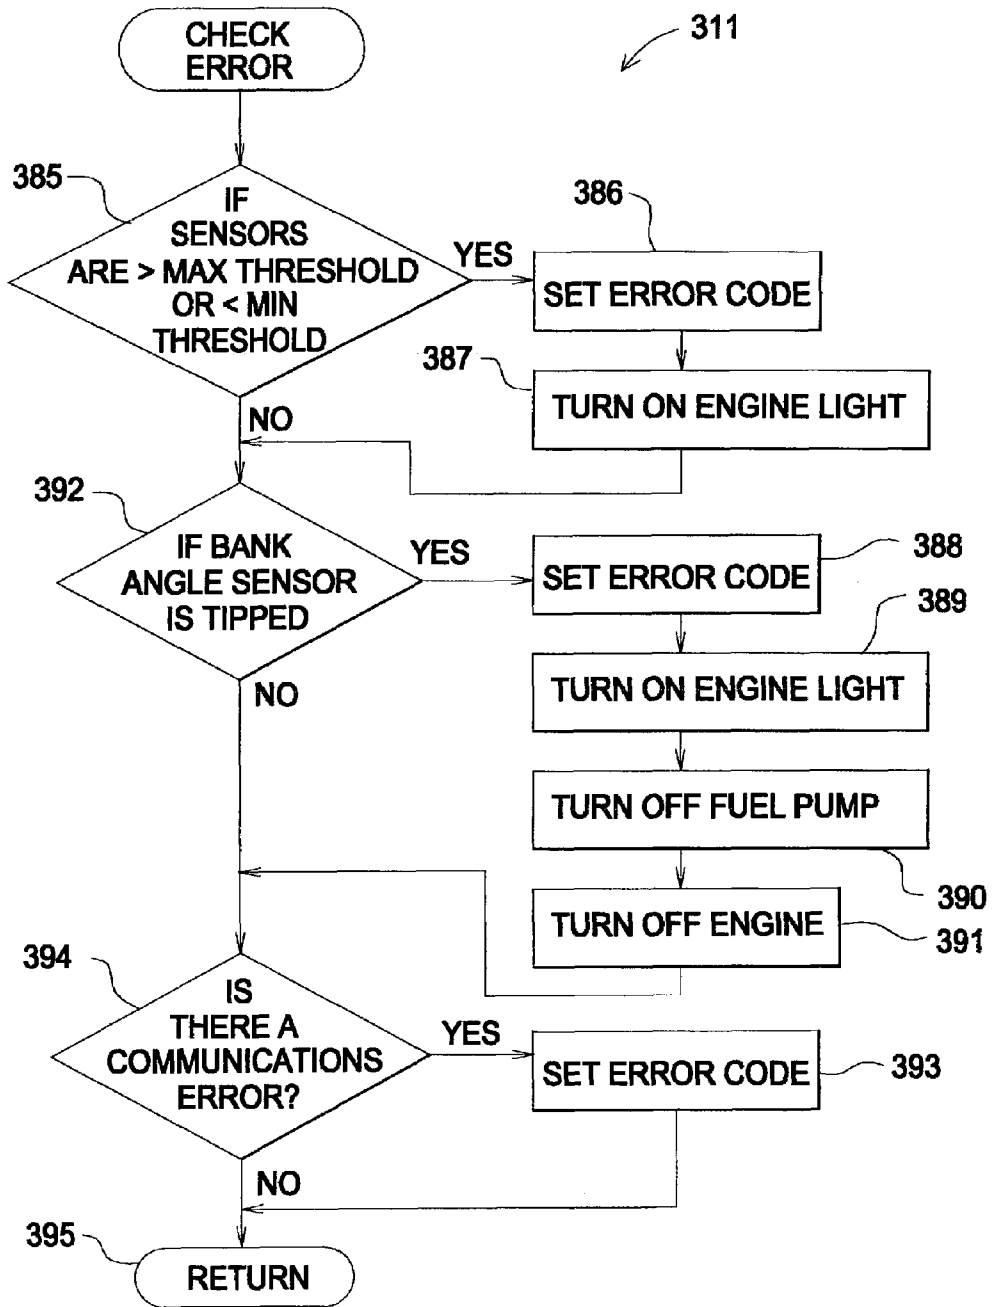 CHECK
ERROR
311
385
IF
SENSORS
ARE > MAX THRESHOLD
OR < MIN
THRESHOLD
YES
386
SET ERROR CODE
387
TURN ON ENGINE LIGHT
NO
392
IF BANK
ANGLE SENSOR
IS TIPPED
YES
SET ERROR CODE
388
389
TURN ON ENGINE LIGHT
NO
TURN OFF FUEL PUMP
390
TURN OFF ENGINE
391
394
IS
THERE A
COMMUNICATIONS
ERROR?
YES
SET ERROR CODE
393
NO
395
RETURN